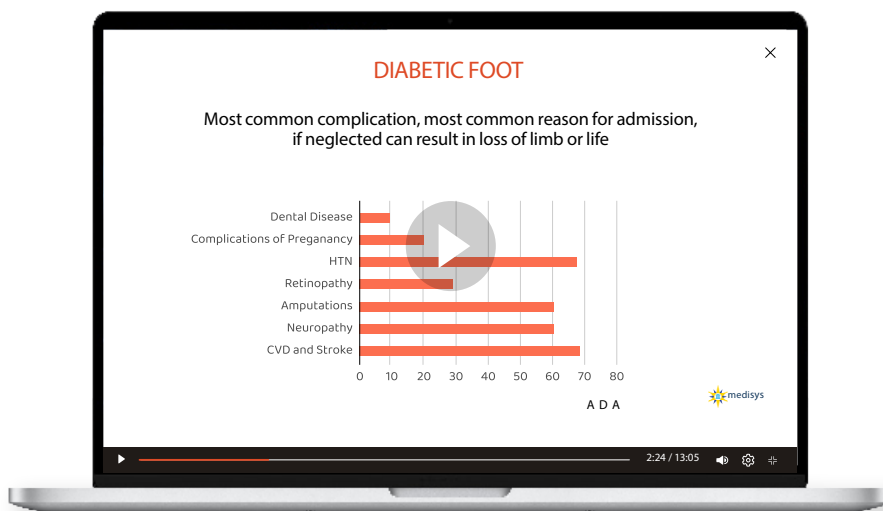 DIABETIC FOOT
Most common complication, most common reason for admission,
if neglected can result in loss of limb or life
Dental Disease
Complications of Preganancy
HTN
Retinopathy
Amputations
Neuropathy
CVD and Stroke
0 10 20 30 40 50 60 70 80
A D A
medisys
2:24 / 13:05